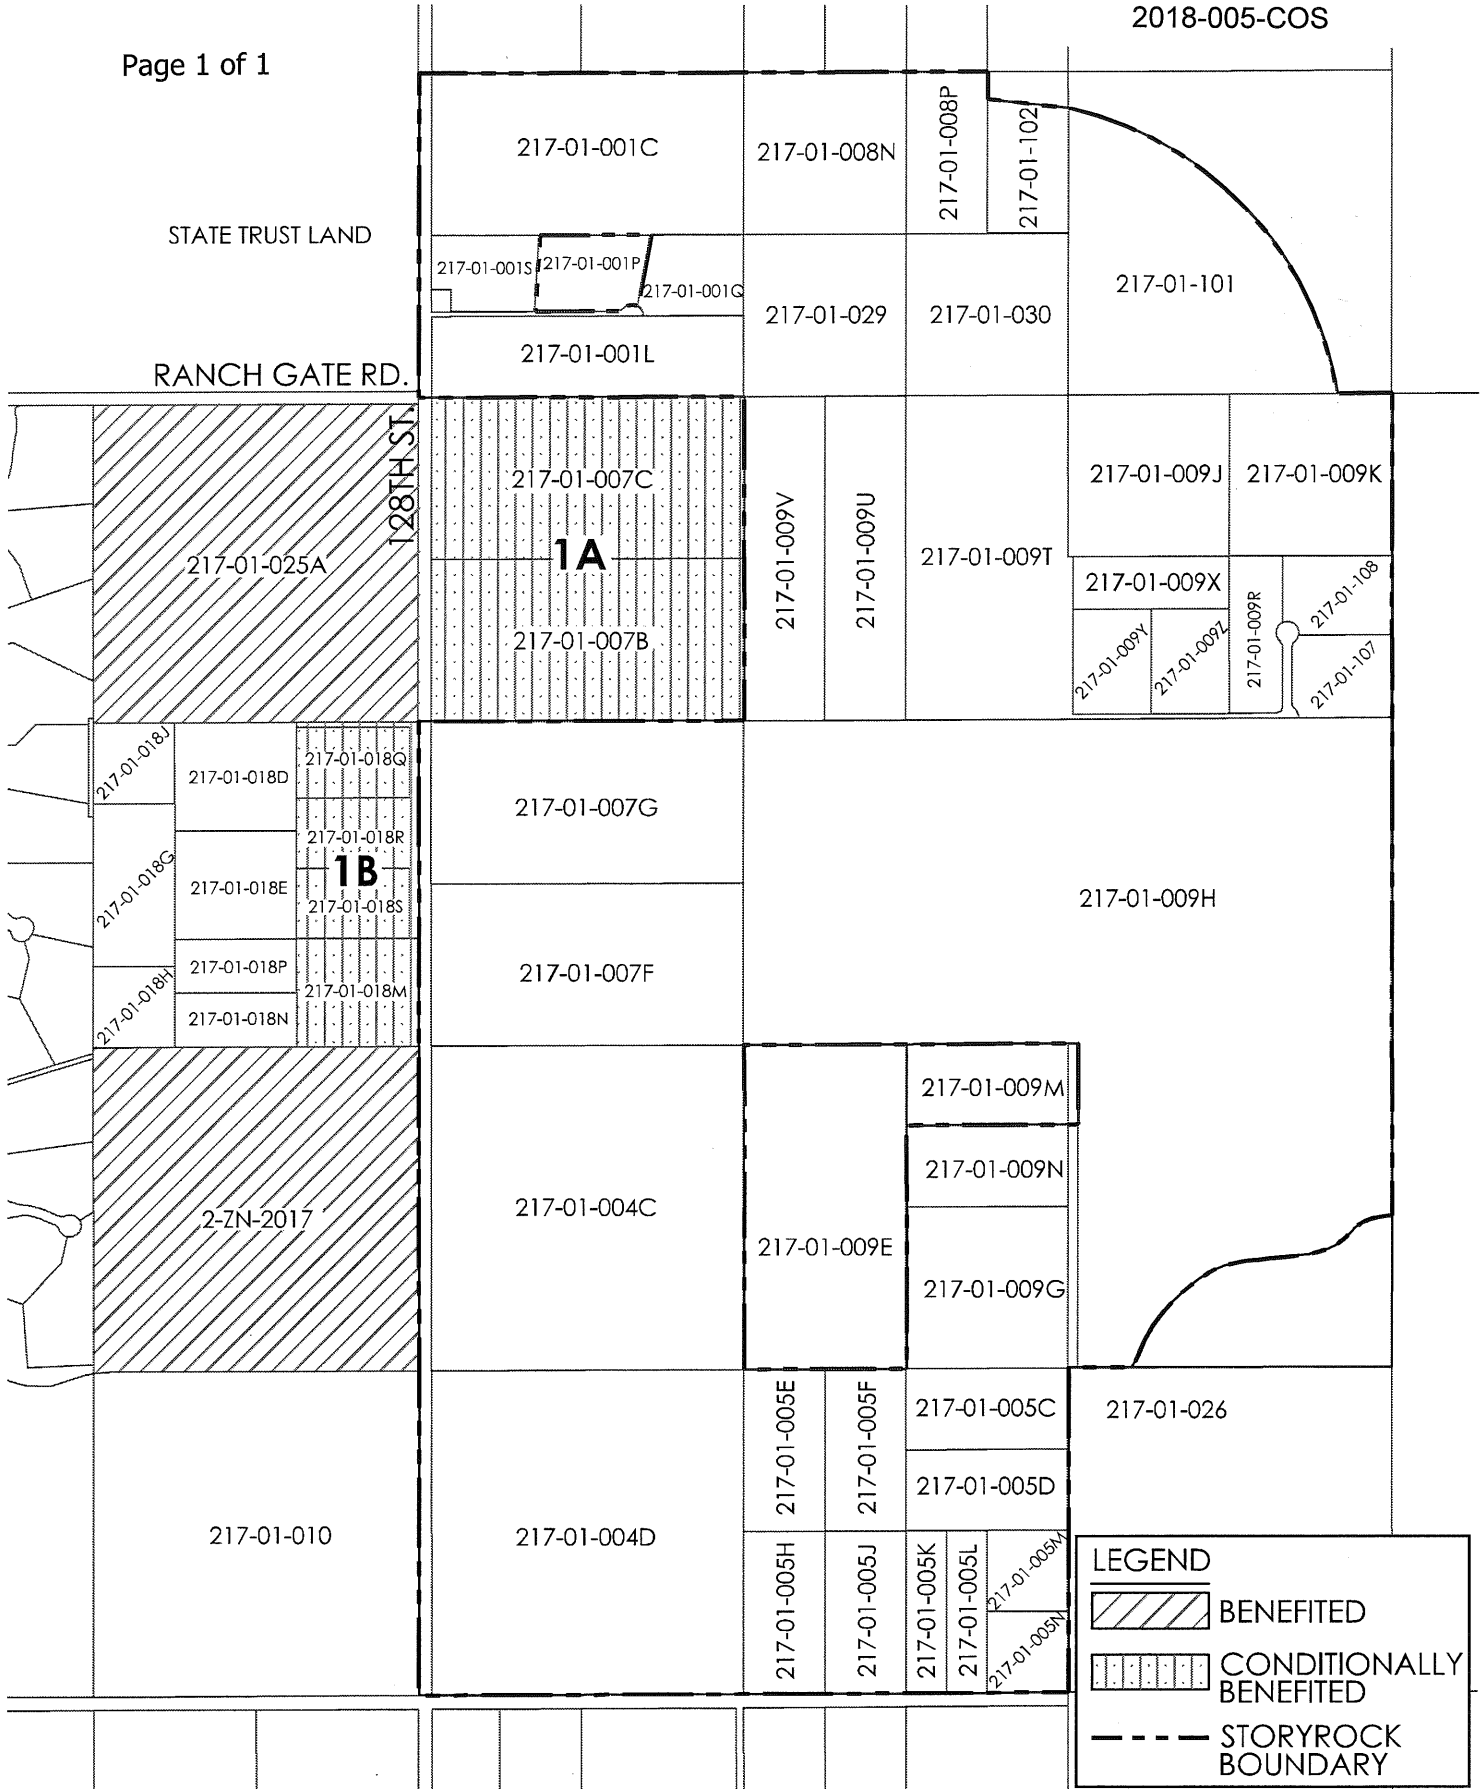 2018-005-COS
Page 1 of 1
217-01-001C
217-01-008N
217-01-008P
217-01-102
STATE TRUST LAND
217-01-001S
217-01-001P
217-01-001Q
217-01-029
217-01-030
217-01-101
217-01-001L
RANCH GATE RD.
128TH ST.
217-01-025A
217-01-007C
1A
217-01-007B
217-01-009V
217-01-009U
217-01-009T
217-01-009J
217-01-009K
217-01-009X
217-01-009Y
217-01-009Z
217-01-009R
217-01-108
217-01-107
217-01-018J
217-01-018D
217-01-018Q
217-01-018G
217-01-018E
217-01-018R
1B
217-01-018S
217-01-018H
217-01-018P
217-01-018N
217-01-018M
217-01-007G
217-01-007F
217-01-009H
2-ZN-2017
217-01-004C
217-01-009E
217-01-009M
217-01-009N
217-01-009G
217-01-010
217-01-004D
217-01-005E
217-01-005F
217-01-005C
217-01-005D
217-01-026
217-01-005H
217-01-005J
217-01-005K
217-01-005L
217-01-005M
217-01-005N
LEGEND
BENEFITED
CONDITIONALLY
BENEFITED
STORYROCK
BOUNDARY